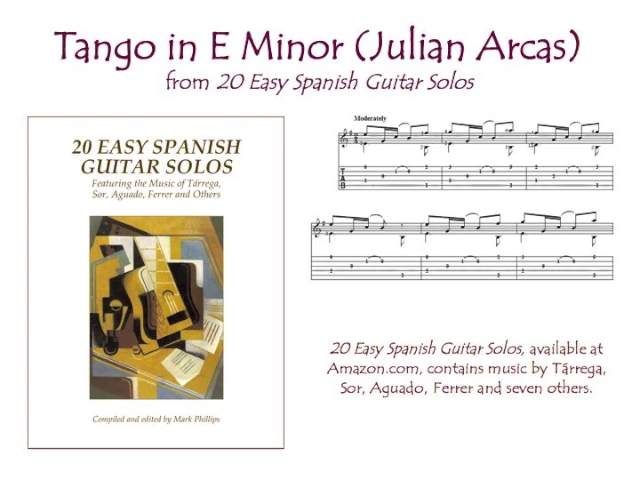 Tango in E Minor (Julian Arcas)
from 20 Easy Spanish Guitar Solos
20 EASY SPANISH
GUITAR SOLOS
Featuring the Music of Tárrega,
Sor, Aguado, Ferrer and Others
Compiled and edited by Mark Phillips
Moderately
20 Easy Spanish Guitar Solos, available at
Amazon.com, contains music by Tárrega,
Sor, Aguado, Ferrer and seven others.